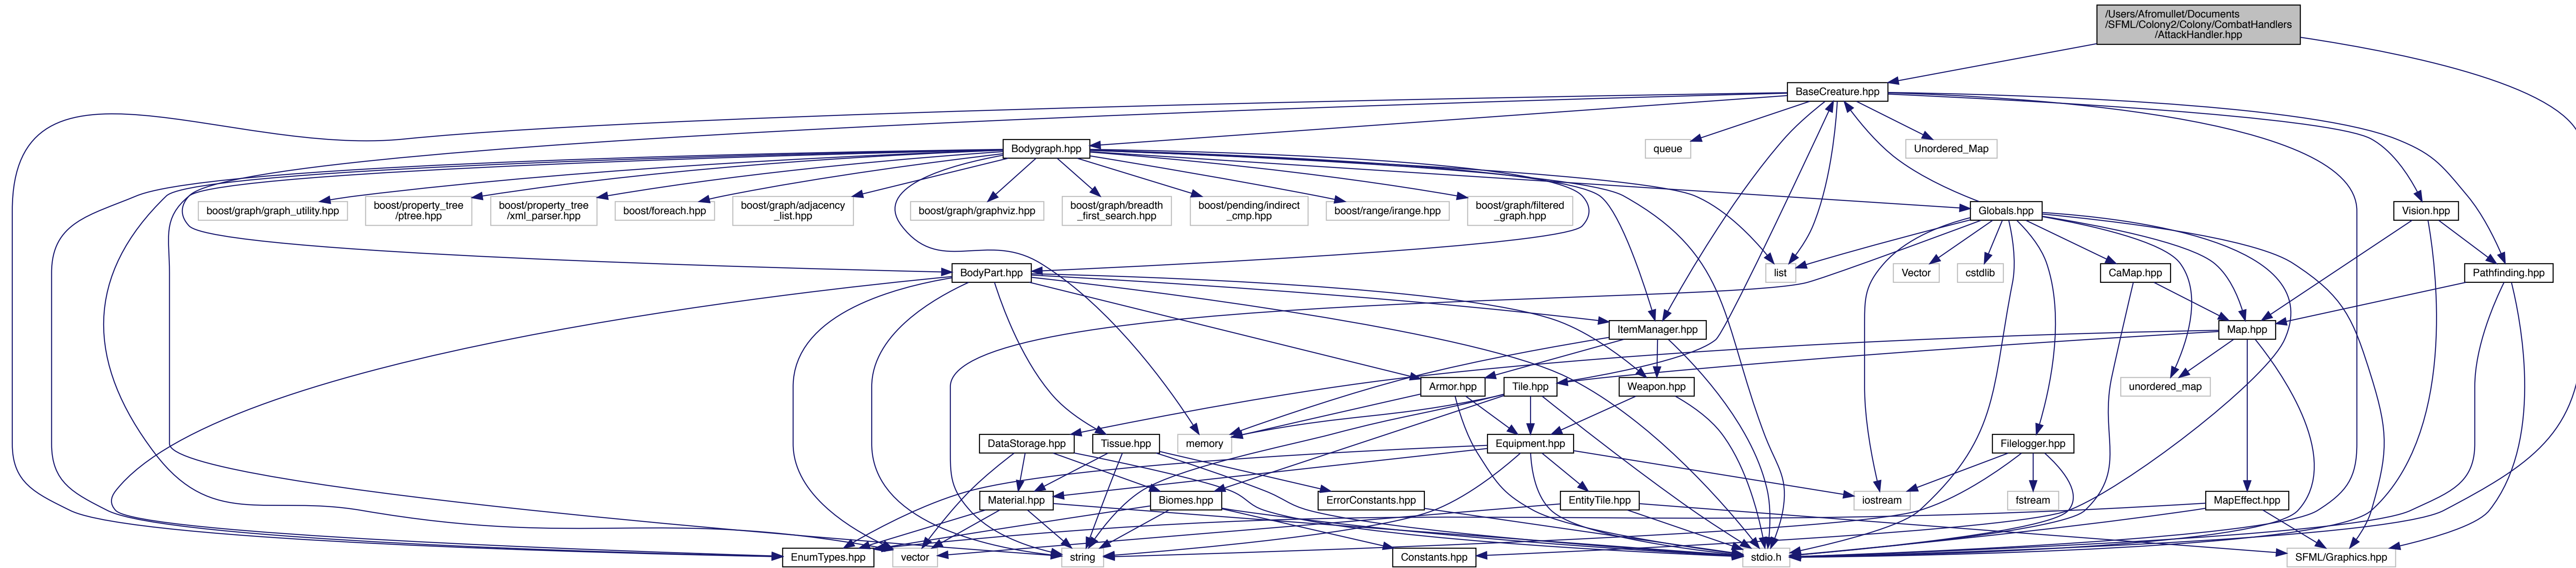 /Users/Afromullet/Documents
/SFML/Colony2/Colony/CombatHandlers
/AttackHandler.hpp
BaseCreature.hpp
Bodygraph.hpp
queue
Unordered_Map
boost/graph/graph_utility.hpp
boost/property_tree
/ptree.hpp
boost/property_tree
/xml_parser.hpp
boost/foreach.hpp
boost/graph/adjacency
_list.hpp
boost/graph/graphviz.hpp
boost/graph/breadth
_first_search.hpp
boost/pending/indirect
_cmp.hpp
boost/range/irange.hpp
boost/graph/filtered
_graph.hpp
Globals.hpp
Vision.hpp
BodyPart.hpp
list
Vector
cstdlib
CaMap.hpp
Pathfinding.hpp
ItemManager.hpp
Map.hpp
Armor.hpp
Tile.hpp
Weapon.hpp
unordered_map
DataStorage.hpp
Tissue.hpp
memory
Equipment.hpp
Filelogger.hpp
Material.hpp
Biomes.hpp
ErrorConstants.hpp
EntityTile.hpp
iostream
fstream
MapEffect.hpp
EnumTypes.hpp
vector
string
Constants.hpp
stdio.h
SFML/Graphics.hpp